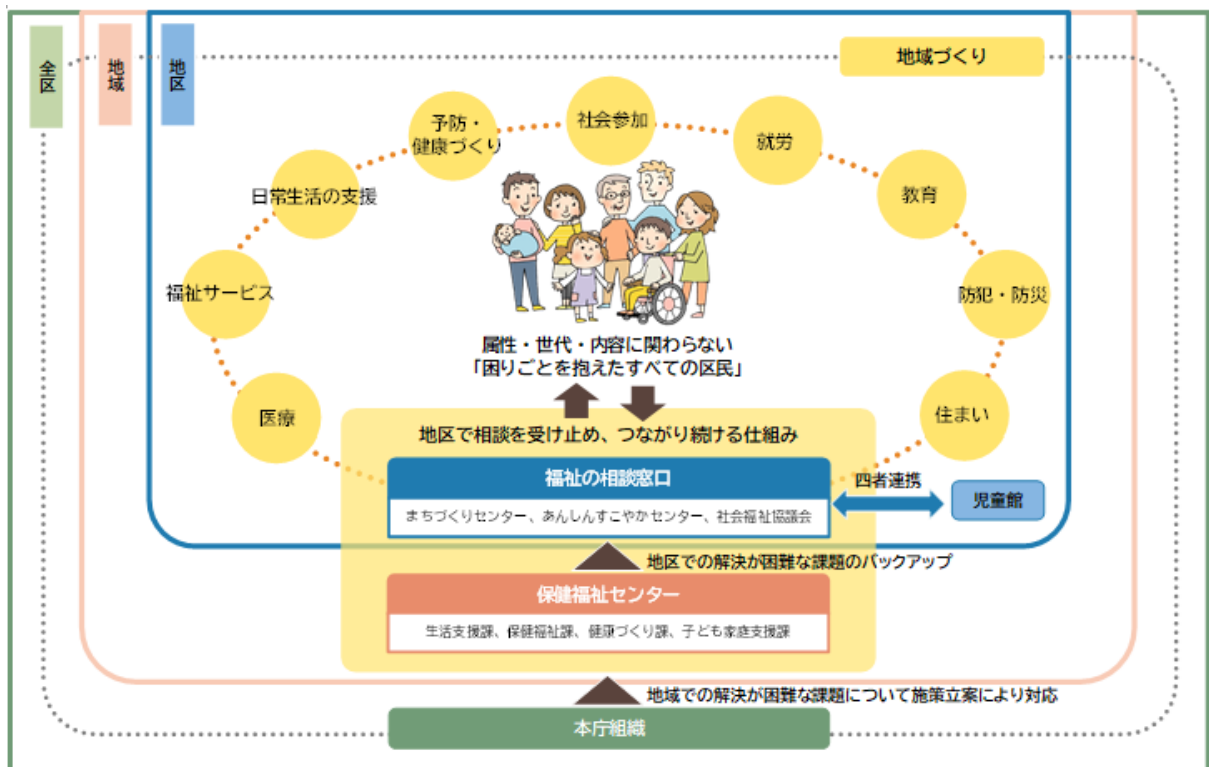 全区
地域
地区
地域づくり
予防・
健康づくり
社会参加
就労
日常生活の支援
教育
福祉サービス
防犯・防災
医療
住まい
属性・世代・内容に関わらない
「困りごとを抱えたすべての区民」
地区で相談を受け止め、つながり続ける仕組み
福祉の相談窓口
まちづくりセンター、あんしんすこやかセンター、社会福祉協議会
四者連携
児童館
地区での解決が困難な課題のバックアップ
保健福祉センター
生活支援課、保健福祉課、健康づくり課、子ども家庭支援課
地域での解決が困難な課題について施策立案により対応
本庁組織